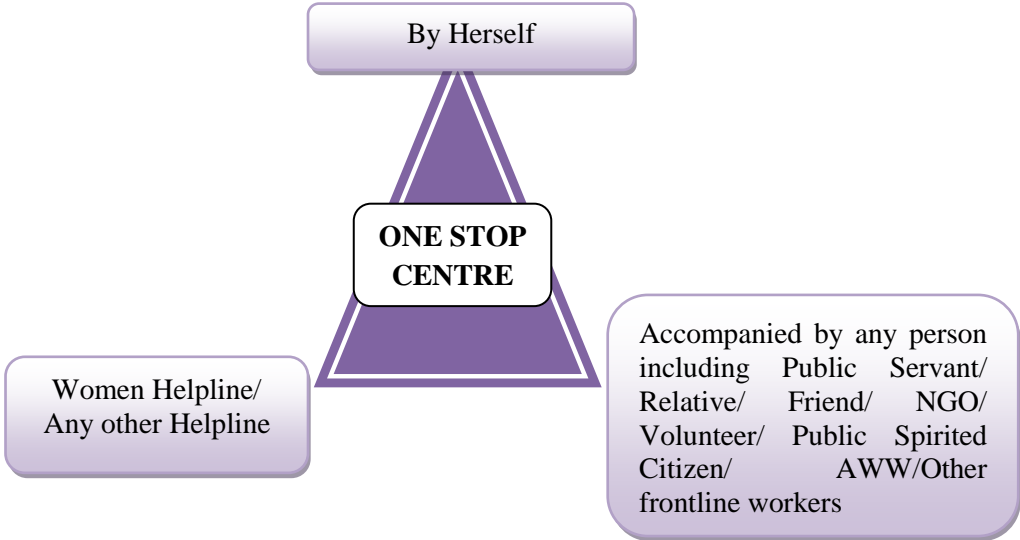 By Herself
ONE STOP
CENTRE
Women Helpline/
Any other Helpline
Accompanied by any person
including Public Servant/
Relative/ Friend/ NGO/
Volunteer/ Public Spirited
Citizen/ AWW/Other
frontline workers